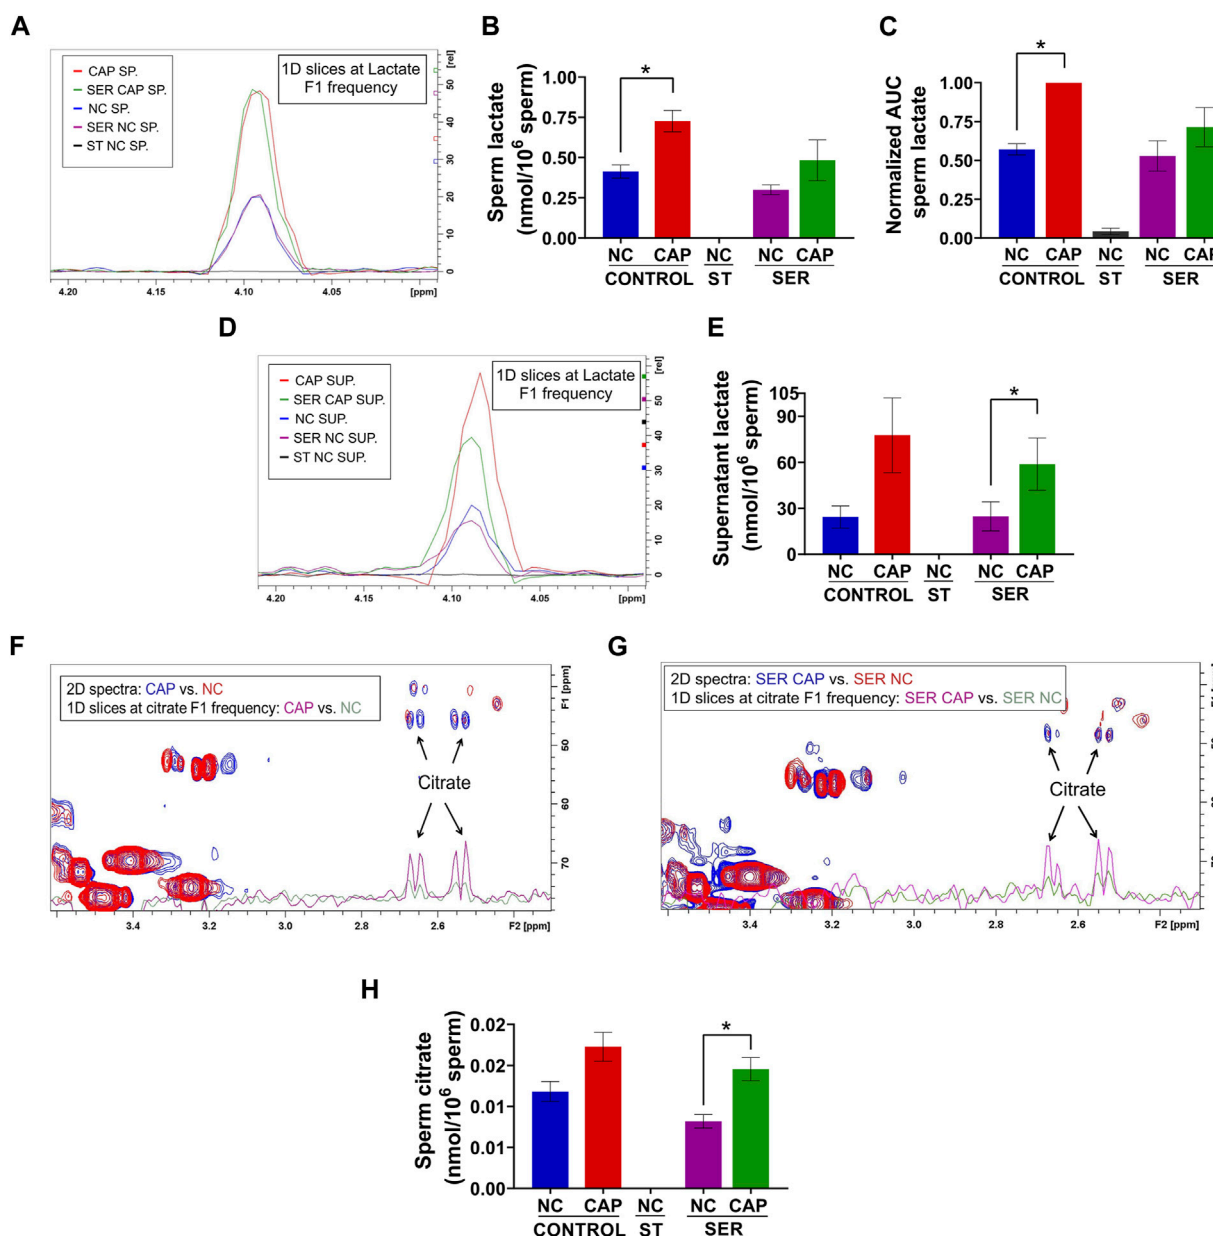 A
CAP SP.
SER CAP SP.
NC SP.
SER NC SP.
ST NC SP.
1D slices at Lactate
F1 frequency
[rel]
50
40
30
20
10
0
4.20 4.15 4.10 4.05 [ppm]
B
Sperm lactate
(nmol/10⁶ sperm)
1.00
0.75
0.50
0.25
0.00
*
NC CAP NC NC CAP
CONTROL ST SER
C
Normalized AUC
sperm lactate
1.00
0.75
0.50
0.25
0.00
*
NC CAP NC NC CAP
CONTROL ST SER
D
CAP SUP.
SER CAP SUP.
NC SUP.
SER NC SUP.
ST NC SUP.
1D slices at Lactate
F1 frequency
[rel]
60
50
40
30
20
10
0
4.20 4.15 4.10 4.05 [ppm]
E
Supernatant lactate
(nmol/10⁶ sperm)
105
90
60
30
0
*
NC CAP NC NC CAP
CONTROL ST SER
F
2D spectra: CAP vs. NC
1D slices at citrate F1 frequency: CAP vs. NC
Citrate
F1 [ppm]
50
60
70
3.4 3.2 3.0 2.8 2.6 F2 [ppm]
G
2D spectra: SER CAP vs. SER NC
1D slices at citrate F1 frequency: SER CAP vs. SER NC
Citrate
3.4 3.2 3.0 2.8 2.6 F2 [ppm]
H
Sperm citrate
(nmol/10⁶ sperm)
0.02
0.02
0.01
0.01
0.00
*
NC CAP NC NC CAP
CONTROL ST SER